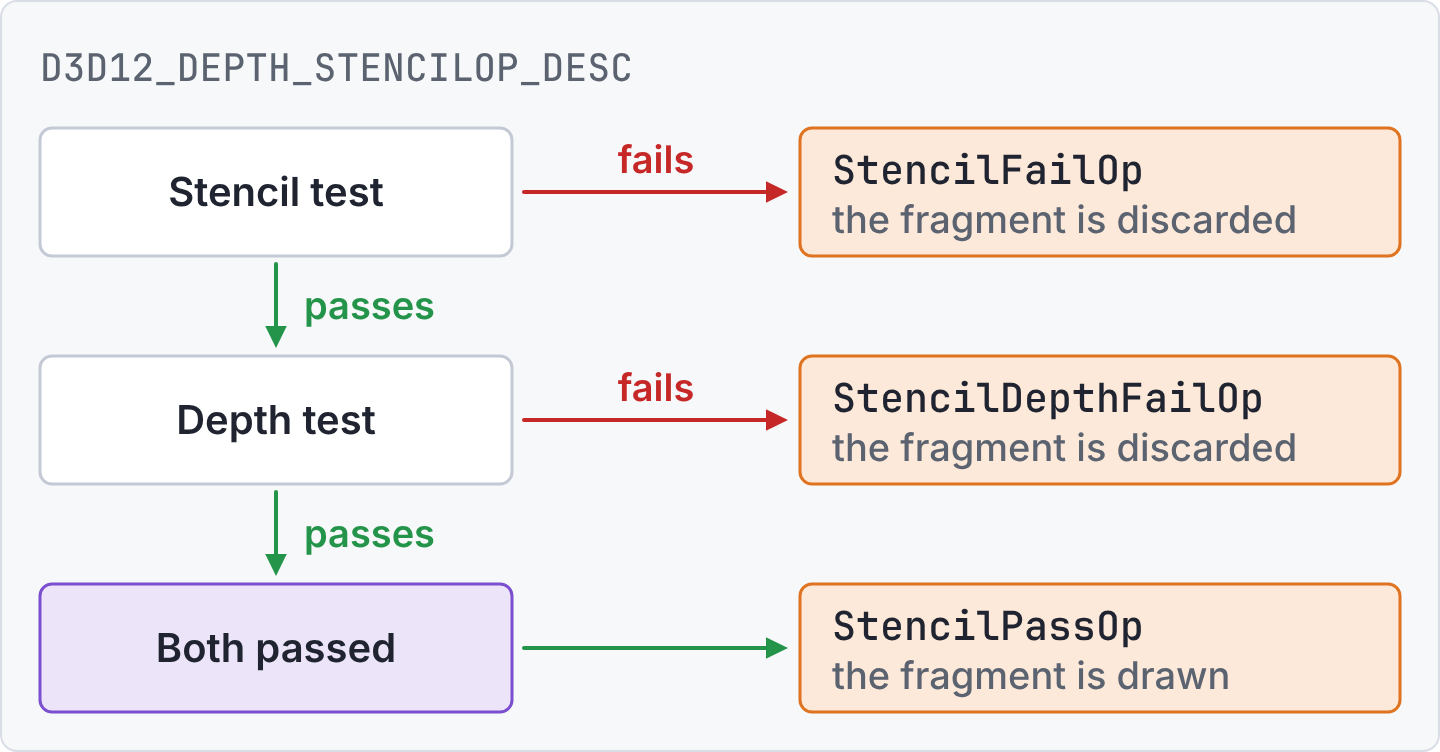 D3D12_DEPTH_STENCILOP_DESC
Stencil test
fails
StencilFailOp
the fragment is discarded
passes
Depth test
fails
StencilDepthFailOp
the fragment is discarded
passes
Both passed
StencilPassOp
the fragment is drawn